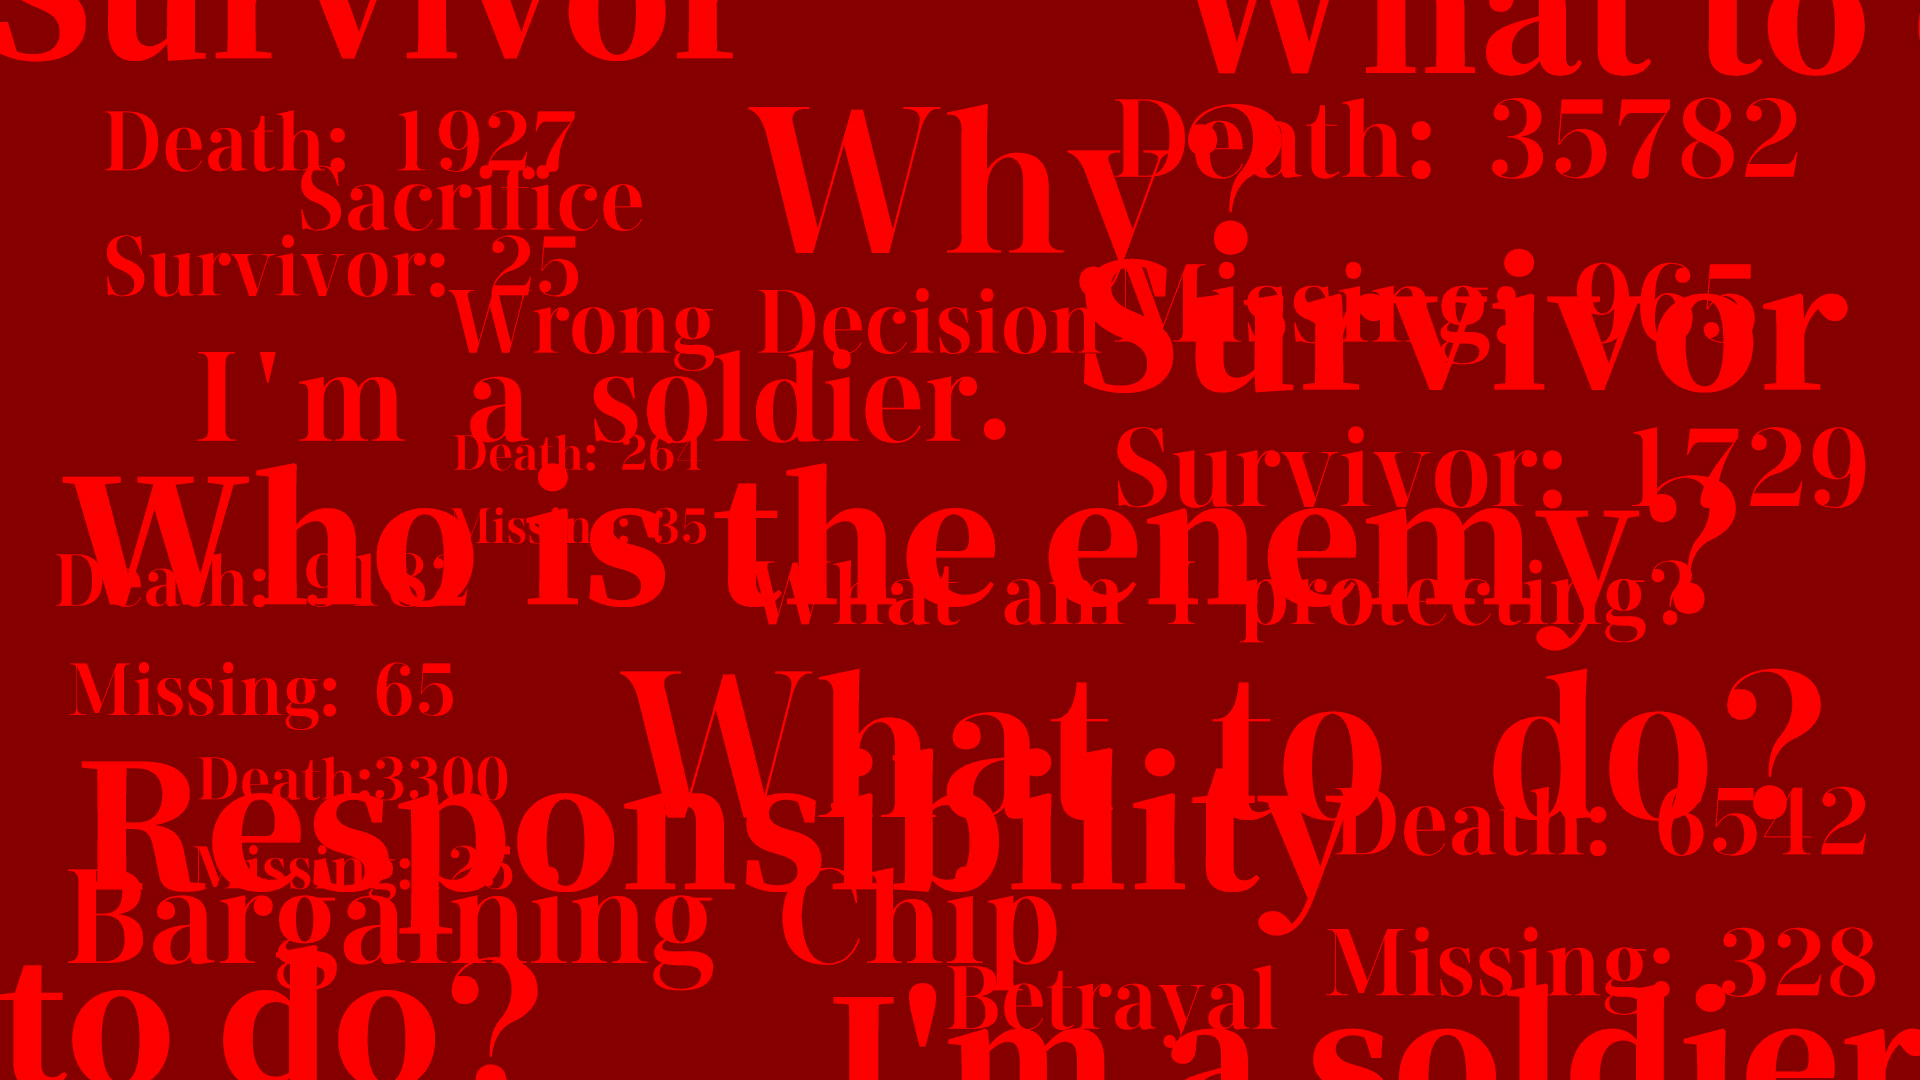 Survivor
What to
Death: 1927
Why?
Death: 35782
Sacrifice
Survivor: 25
Missing: 965
Wrong Decision
Survivor
I'm a soldier.
Death: 264
Survivor: 1729
Who is the enemy?
Missing: 35
Death: 9132
What am I protecting?
Missing: 65
What to do?
Death:3300
Responsibility
Death: 6542
Missing: 25
Bargaining Chip
Missing: 328
to do?
Betrayal
I'm a soldier